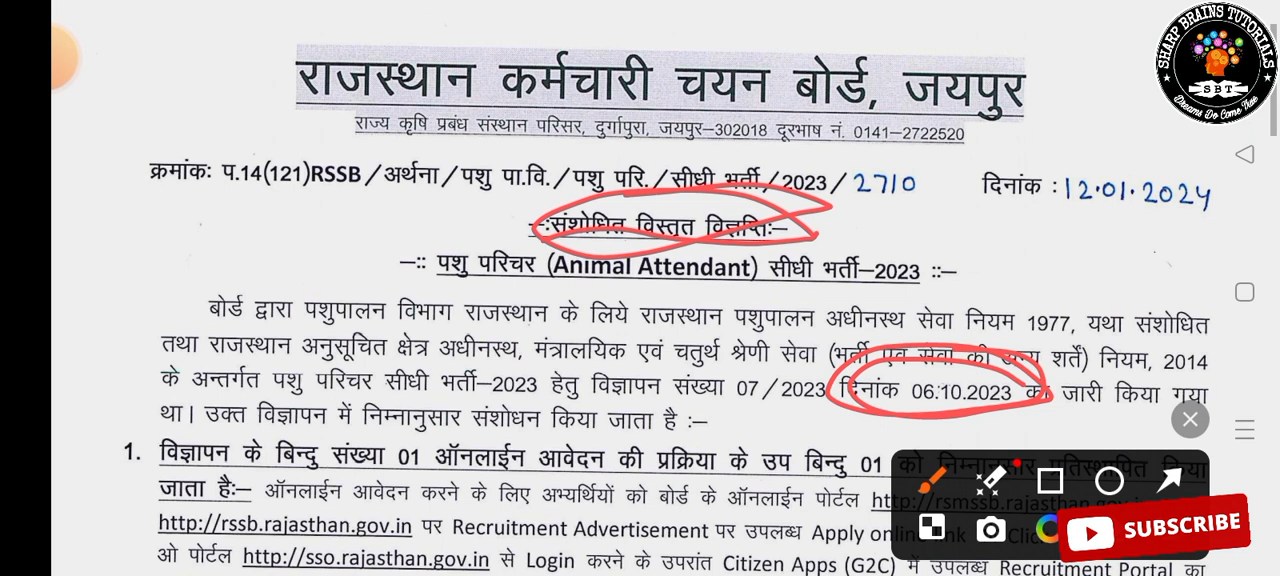 SHARP BRAINS TUTORIALS
SBT
Dreams Do Come True
राजस्थान कर्मचारी चयन बोर्ड, जयपुर
राज्य कृषि प्रबंध संस्थान परिसर, दुर्गापुरा, जयपुर–302018 दूरभाष नं. 0141–2722520
क्रमांकः प.14(121)RSSB/अर्थना/पशु पा.वि./पशु परि./सीधी भर्ती/2023/2710 दिनांक : 12.01.2024
–:संशोधित विस्तृत विज्ञप्तिः–
–:: पशु परिचर (Animal Attendant) सीधी भर्ती–2023 ::–
बोर्ड द्वारा पशुपालन विभाग राजस्थान के लिये राजस्थान पशुपालन अधीनस्थ सेवा नियम 1977, यथा संशोधित
तथा राजस्थान अनुसूचित क्षेत्र अधीनस्थ, मंत्रालयिक एवं चतुर्थ श्रेणी सेवा (भर्ती एवं सेवा की अन्य शर्तें) नियम, 2014
के अन्तर्गत पशु परिचर सीधी भर्ती–2023 हेतु विज्ञापन संख्या 07/2023 दिनांक 06.10.2023 को जारी किया गया
था। उक्त विज्ञापन में निम्नानुसार संशोधन किया जाता है :–
1. विज्ञापन के बिन्दु संख्या 01 ऑनलाईन आवेदन की प्रक्रिया के उप बिन्दु 01 को निम्नानुसार प्रतिस्थापित किया
जाता हैः– ऑनलाईन आवेदन करने के लिए अभ्यर्थियों को बोर्ड के ऑनलाईन पोर्टल http://rsmssb.rajasthan.gov
http://rssb.rajasthan.gov.in पर Recruitment Advertisement पर उपलब्ध Apply online link
ओ पोर्टल http://sso.rajasthan.gov.in से Login करने के उपरांत Citizen Apps (G2C) में उपलब्ध Recruitment Portal का
SUBSCRIBE